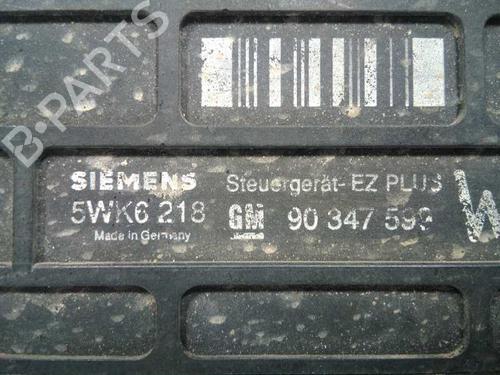 B-PARTS
SIEMENS Steuergerät- EZ PLUS W
5WK6 218 GM 90 347 599
Made in Germany